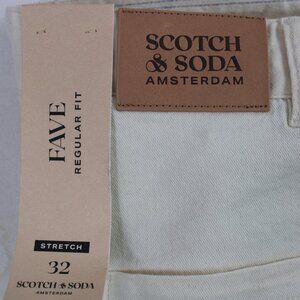 SCOTCH
& SODA
AMSTERDAM
FAVE
REGULAR FIT
STRETCH
32
SCOTCH & SODA
AMSTERDAM